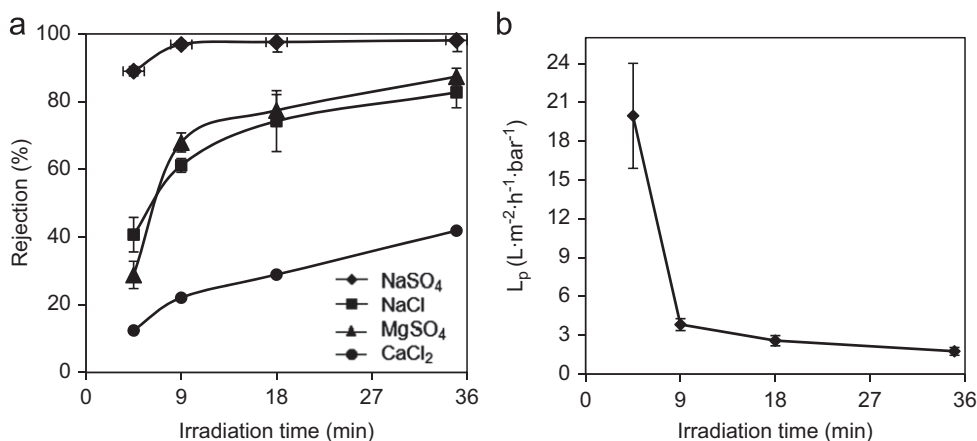 a
100
80
60
40
20
0
Rejection (%)
NaSO4
NaCl
MgSO4
CaCl2
0 9 18 27 36
Irradiation time (min)
b
24
21
18
15
12
9
6
3
0
Lp (L·m-2·h-1·bar-1)
0 9 18 27 36
Irradiation time (min)